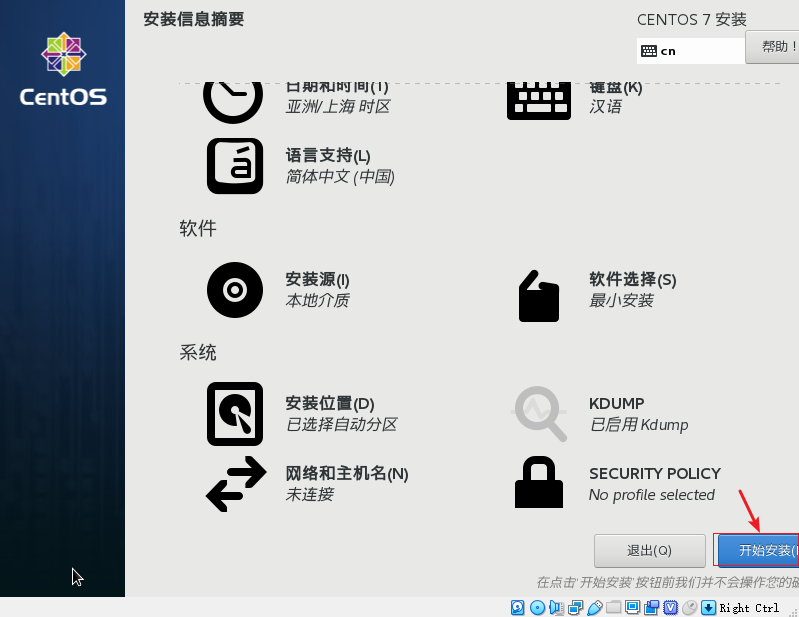 安装信息摘要
CENTOS 7 安装
cn
帮助！
CentOS
日期和时间(T)
亚洲/上海 时区
键盘(K)
汉语
语言支持(L)
简体中文 (中国)
软件
安装源(I)
本地介质
软件选择(S)
最小安装
系统
安装位置(D)
已选择自动分区
KDUMP
已启用 Kdump
网络和主机名(N)
未连接
SECURITY POLICY
No profile selected
退出(Q)
开始安装(
在点击'开始安装'按钮前我们并不会操作您的
Right Ctrl